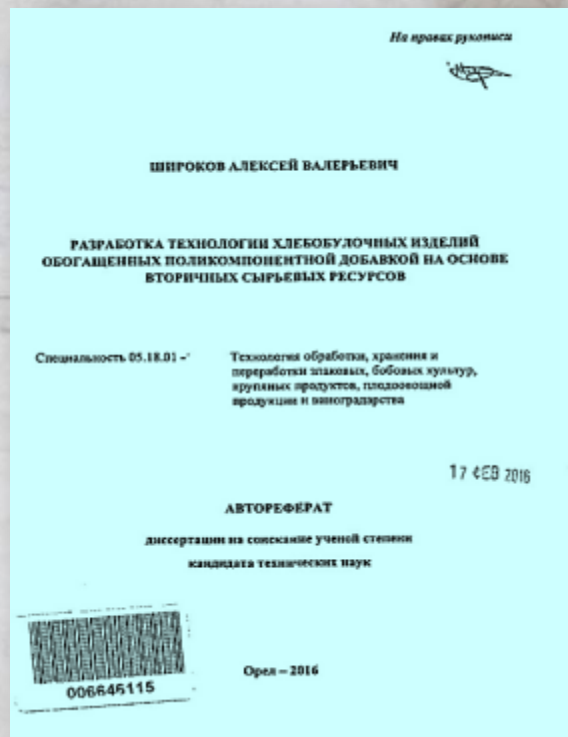 На правах рукописи
ШИРОКОВ АЛЕКСЕЙ ВАЛЕРЬЕВИЧ
РАЗРАБОТКА ТЕХНОЛОГИИ ХЛЕБОБУЛОЧНЫХ ИЗДЕЛИЙ
ОБОГАЩЕННЫХ ПОЛИКОМПОНЕНТНОЙ ДОБАВКОЙ НА ОСНОВЕ
ВТОРИЧНЫХ СЫРЬЕВЫХ РЕСУРСОВ
Специальность 05.18.01 –
Технология обработки, хранения и
переработки злаковых, бобовых культур,
крупяных продуктов, плодоовощной
продукции и виноградарства
17 ФЕВ 2016
АВТОРЕФЕРАТ
диссертации на соискание ученой степени
кандидата технических наук
006646115
Орел – 2016